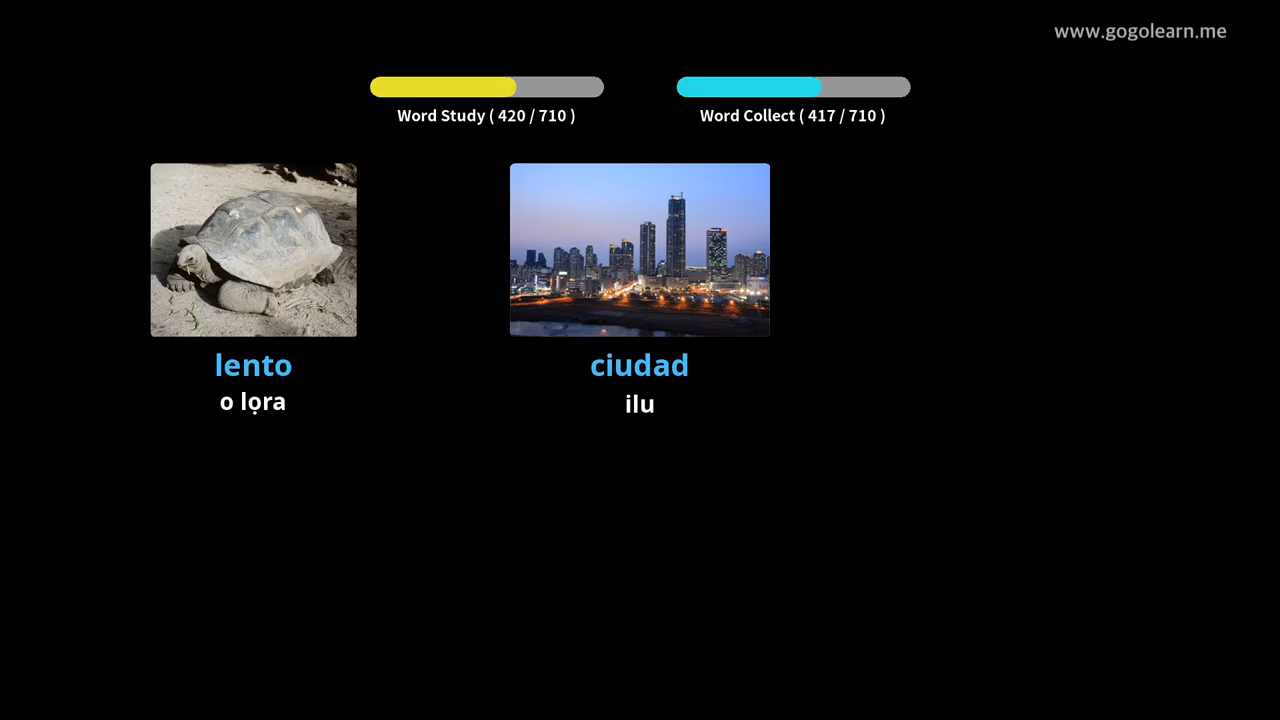 www.gogolearn.me
Word Study ( 420 / 710 )
Word Collect ( 417 / 710 )
lento
o lọra
ciudad
ilu